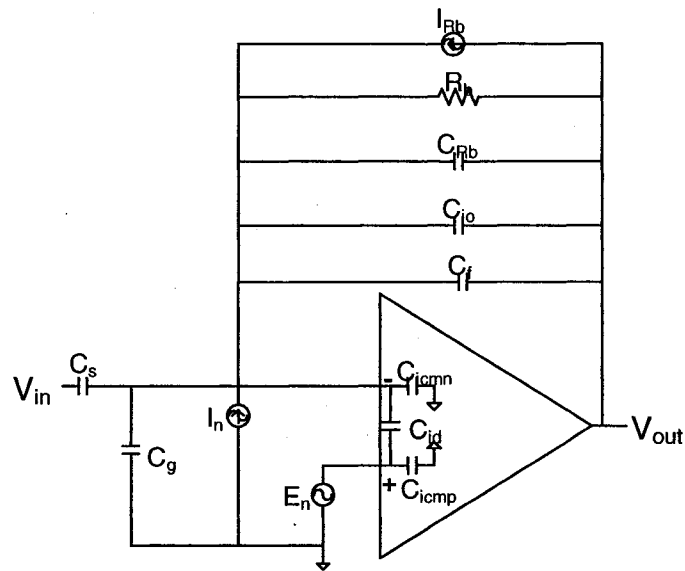 I_Rb
R_b
C_Rb
C_io
C_f
C_s
V_in
- C_icmn
I_n
C_id
V_out
C_g
E_n
+ C_icmp